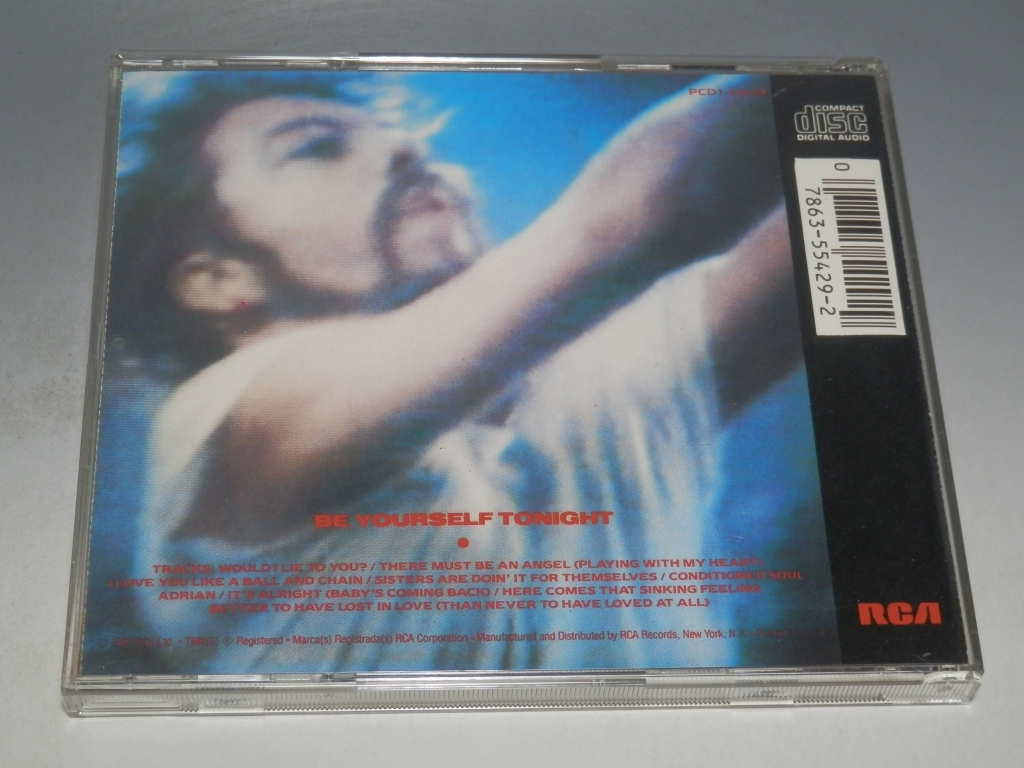 PCD1
COMPACT
disc
DIGITAL AUDIO
0 7863-55429-2
BE YOURSELF TONIGHT
TRACKS: WOULD I LIE TO YOU? / THERE MUST BE AN ANGEL (PLAYING WITH MY HEART)
I LOVE YOU LIKE A BALL AND CHAIN / SISTERS ARE DOIN' IT FOR THEMSELVES / CONDITIONED SOUL
ADRIAN / IT'S ALRIGHT (BABY'S COMING BACK) / HERE COMES THAT SINKING FEELING
BETTER TO HAVE LOST IN LOVE (THAN NEVER TO HAVE LOVED AT ALL)
RCA
Registered • Marca(s) Registrada(s) RCA Corporation • Manufactured and Distributed by RCA Records, New York, N.Y.